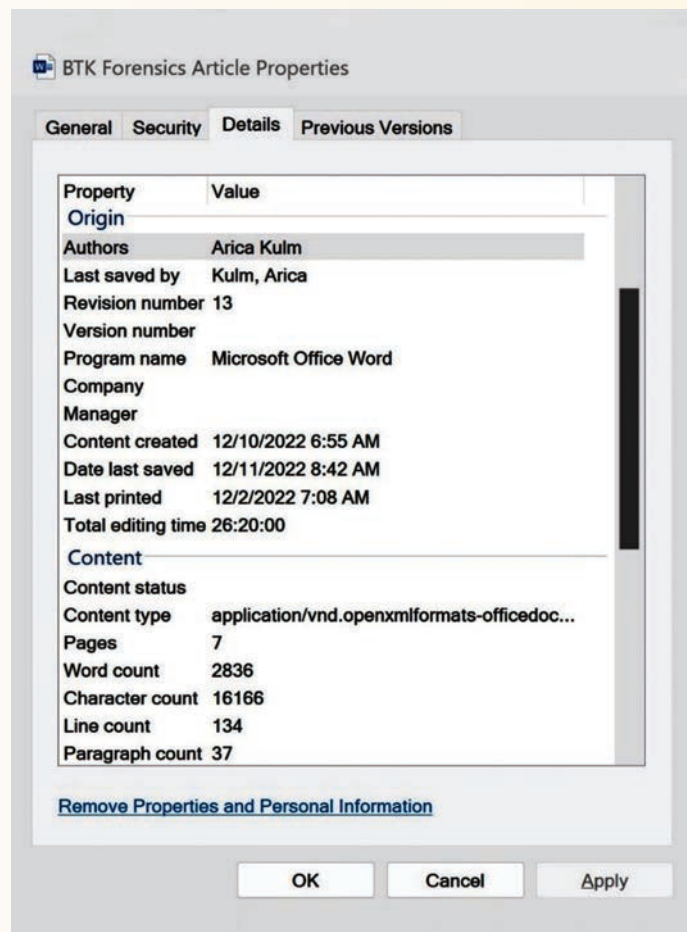 BTK Forensics Article Properties
General Security Details Previous Versions
Property Value
Origin
Authors Arica Kulm
Last saved by Kulm, Arica
Revision number 13
Version number
Program name Microsoft Office Word
Company
Manager
Content created 12/10/2022 6:55 AM
Date last saved 12/11/2022 8:42 AM
Last printed 12/2/2022 7:08 AM
Total editing time 26:20:00
Content
Content status
Content type application/vnd.openxmlformats-officedoc...
Pages 7
Word count 2836
Character count 16166
Line count 134
Paragraph count 37
Remove Properties and Personal Information
OK Cancel Apply